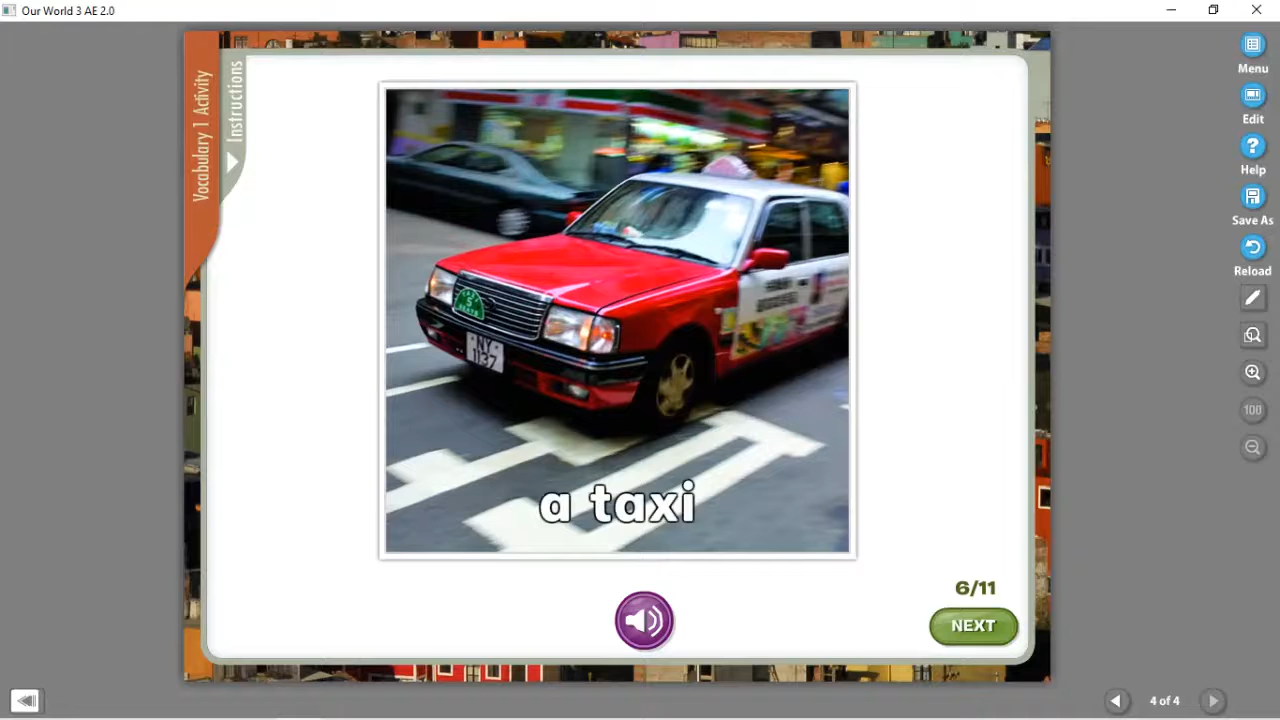 Our World 3 AE 2.0
Vocabulary 1 Activity
Instructions
NY
1137
5
a taxi
6/11
NEXT
Menu
Edit
Help
Save As
Reload
100
4 of 4